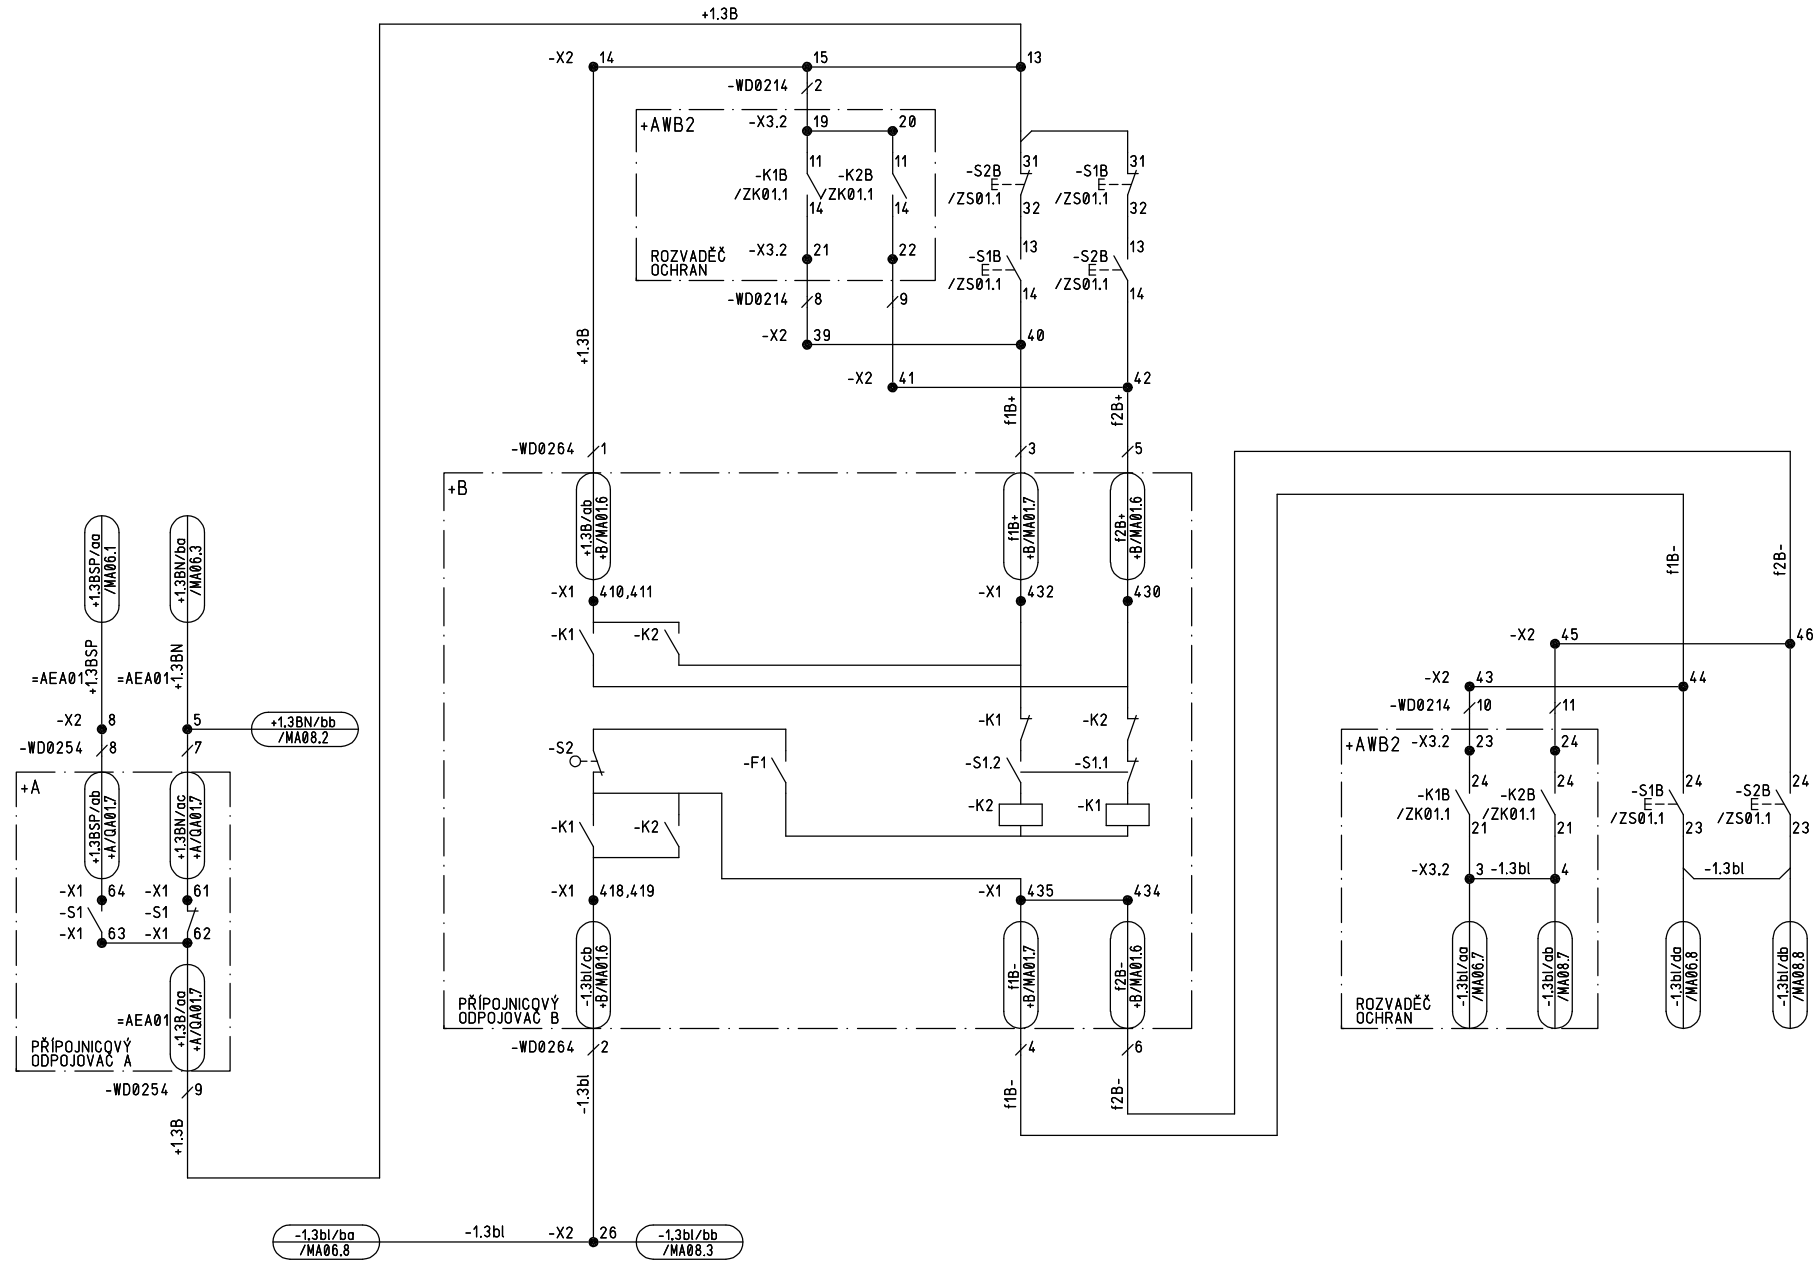 +1.3B
-X2 14 15 13
-WD0214 2
+AWB2 -X3.2 19 20
11 11 31 31
-K1B -K2B -S2B -S1B
/ZK01.1 /ZK01.1 /ZS01.1 /ZS01.1
14 14 32 32
13 13
-X3.2 21 22 -S1B -S2B
ROZVADĚČ
OCHRAN
/ZS01.1 /ZS01.1
14 14
-WD0214 8 9
-X2 39 40
+1.3B
-X2 41 42
f1B+ f2B+
-WD0264 1 3 5
+B
+1.3B/ab
+B/MA01.6
f1B+
+B/MA01.7
f2B+
+B/MA01.6
-X1 410,411 -X1 432 430
-K1 -K2
-K1 -K2
-S2 -F1 -S1.2 -S1.1
-K2 -K1
-K1 -K2
-X1 418,419 -X1 435 434
-1.3bl/cb
+B/MA01.6
f1B-
+B/MA01.7
f2B-
+B/MA01.6
PŘÍPOJNICOVÝ
ODPOJOVAČ B
-WD0264 2 4 6
-1.3bl f1B- f2B-
+1.3BSP/aa
/MA06.1
+1.3BN/ba
/MA06.3
+1.3BSP +1.3BN
=AEA01 =AEA01
-X2 8 5
+1.3BN/bb
/MA08.2
-WD0254 8 7
+A
+1.3BSP/ab
+A/QA01.7
+1.3BN/ac
+A/QA01.7
-X1 64 -X1 61
-S1 -S1
-X1 63 -X1 62
+1.3B/aa
+A/QA01.7
=AEA01
PŘÍPOJNICOVÝ
ODPOJOVAČ A
-WD0254 9
+1.3B
-1.3bl/ba
/MA06.8
-1.3bl -X2 26
-1.3bl/bb
/MA08.3
f1B- f2B-
-X2 45 46
-X2 43 44
-WD0214 10 11
+AWB2 -X3.2 23 24
24 24 24 24
-K1B -K2B -S1B -S2B
/ZK01.1 /ZK01.1 /ZS01.1 /ZS01.1
21 21 23 23
-X3.2 3 -1.3bl 4 -1.3bl
-1.3bl/aa
/MA06.7
-1.3bl/ab
/MA08.7
-1.3bl/da
/MA06.8
-1.3bl/db
/MA08.8
ROZVADĚČ
OCHRAN